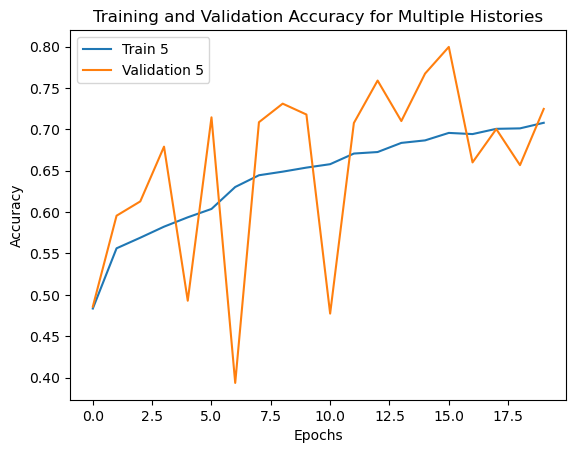 Training and Validation Accuracy for Multiple Histories
Train 5
Validation 5
0.80
0.75
0.70
0.65
0.60
0.55
0.50
0.45
0.40
Accuracy
0.0 2.5 5.0 7.5 10.0 12.5 15.0 17.5
Epochs